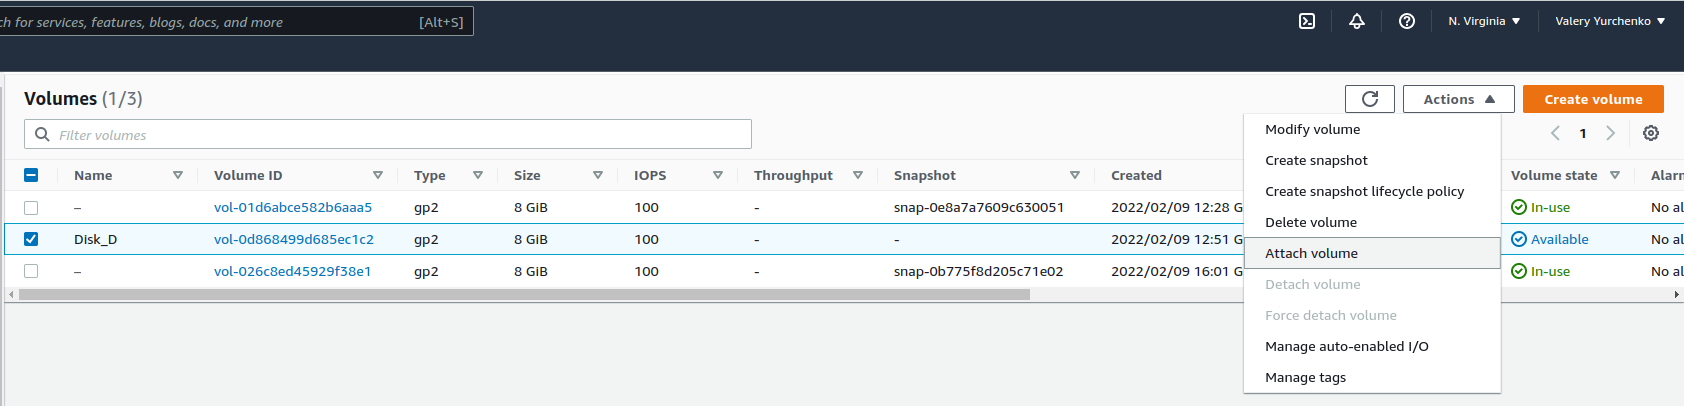 ch for services, features, blogs, docs, and more [Alt+S] N. Virginia Valery Yurchenko
Volumes (1/3) Actions Create volume
Filter volumes 1
Name Volume ID Type Size IOPS Throughput Snapshot Created Volume state Alarm
– vol-01d6abce582b6aaa5 gp2 8 GiB 100 - snap-0e8a7a7609c630051 2022/02/09 12:28 G In-use No al
Disk_D vol-0d868499d685ec1c2 gp2 8 GiB 100 - - 2022/02/09 12:51 G Available No al
– vol-026c8ed45929f38e1 gp2 8 GiB 100 - snap-0b775f8d205c71e02 2022/02/09 16:01 G In-use No al
Modify volume
Create snapshot
Create snapshot lifecycle policy
Delete volume
Attach volume
Detach volume
Force detach volume
Manage auto-enabled I/O
Manage tags